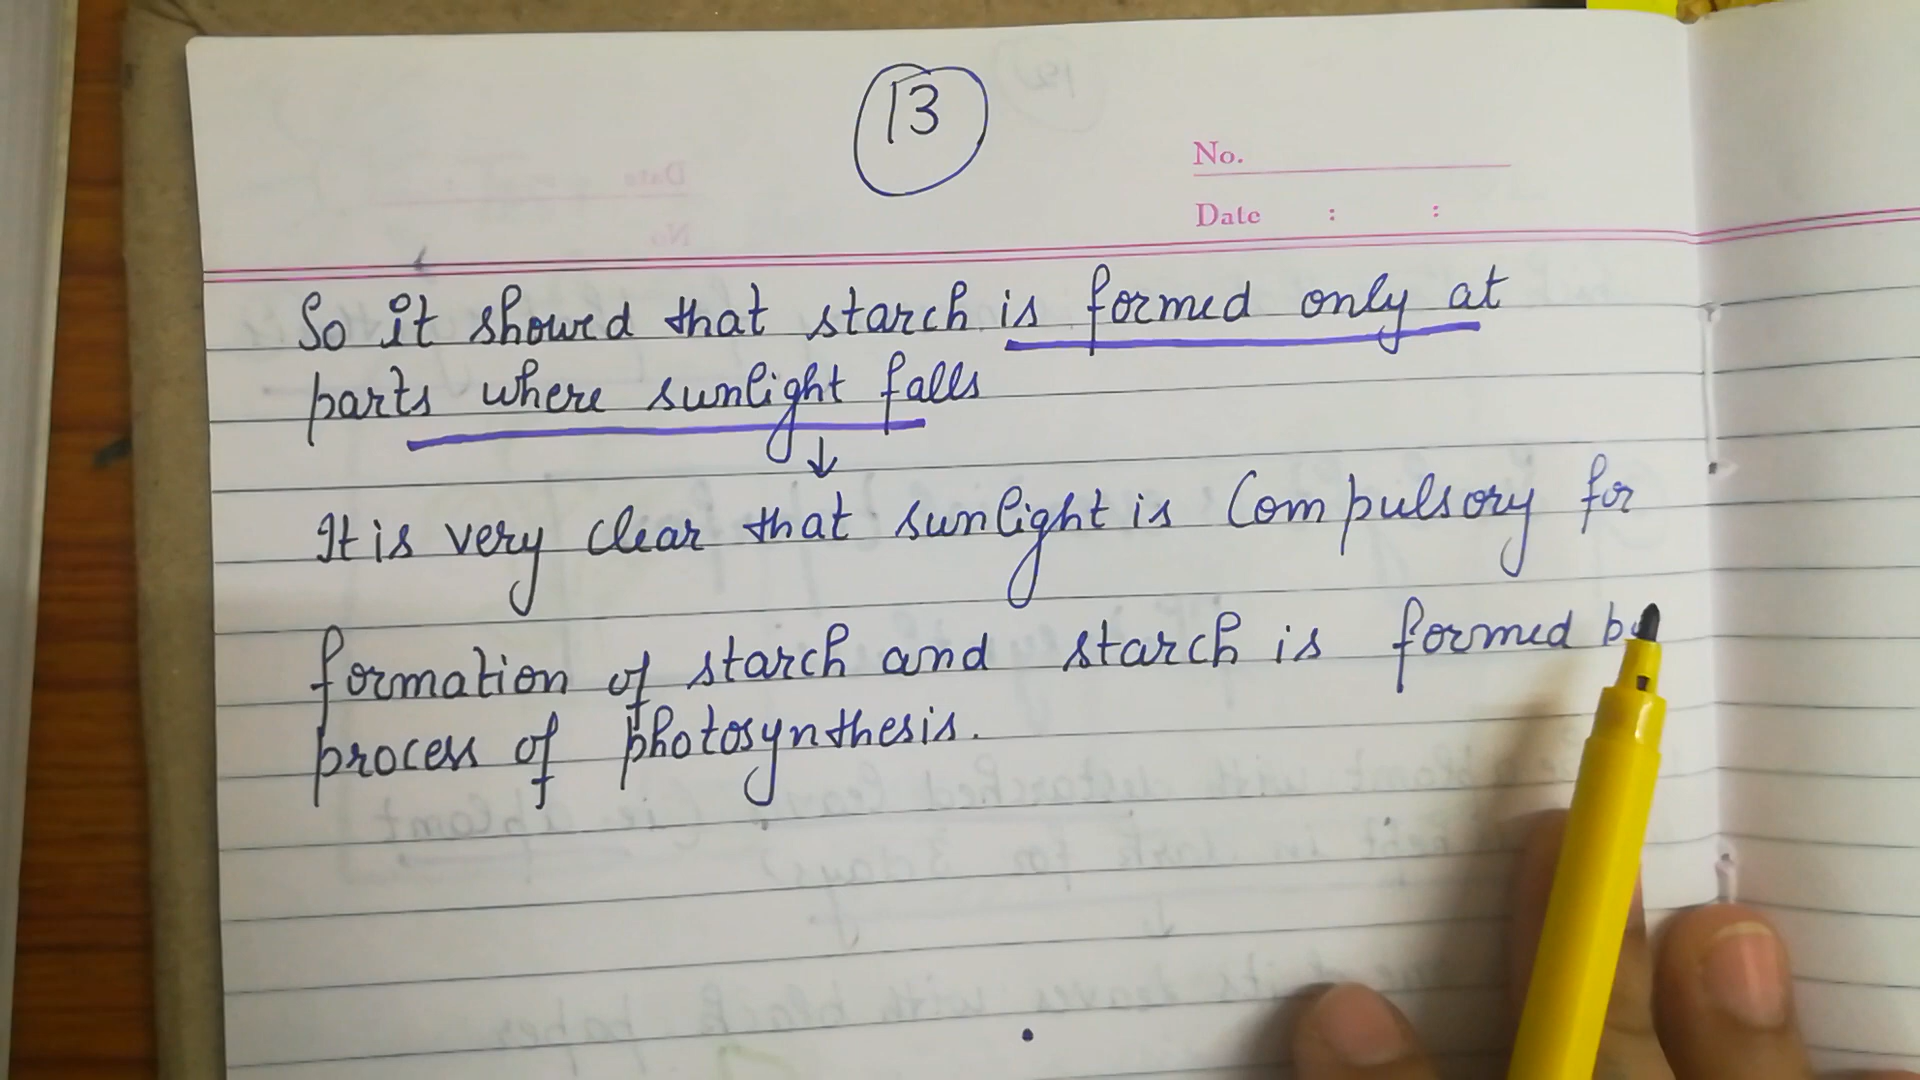 13
No.
Date : :
So it showed that starch is formed only at
parts where sunlight falls
↓
It is very clear that sunlight is Compulsory for
formation of starch and starch is formed
process of photosynthesis.